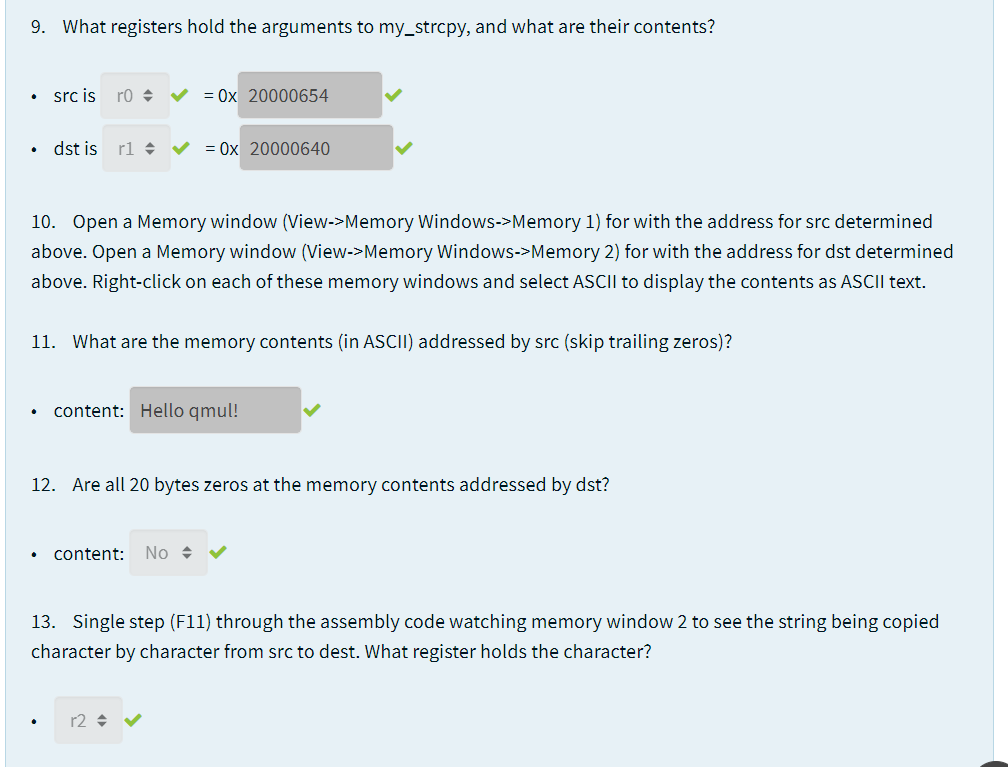 9. What registers hold the arguments to my_strcpy, and what are their contents?
• src is r0 = 0x 20000654
• dst is r1 = 0x 20000640
10. Open a Memory window (View->Memory Windows->Memory 1) for with the address for src determined
above. Open a Memory window (View->Memory Windows->Memory 2) for with the address for dst determined
above. Right-click on each of these memory windows and select ASCII to display the contents as ASCII text.
11. What are the memory contents (in ASCII) addressed by src (skip trailing zeros)?
• content: Hello qmul!
12. Are all 20 bytes zeros at the memory contents addressed by dst?
• content: No
13. Single step (F11) through the assembly code watching memory window 2 to see the string being copied
character by character from src to dest. What register holds the character?
• r2